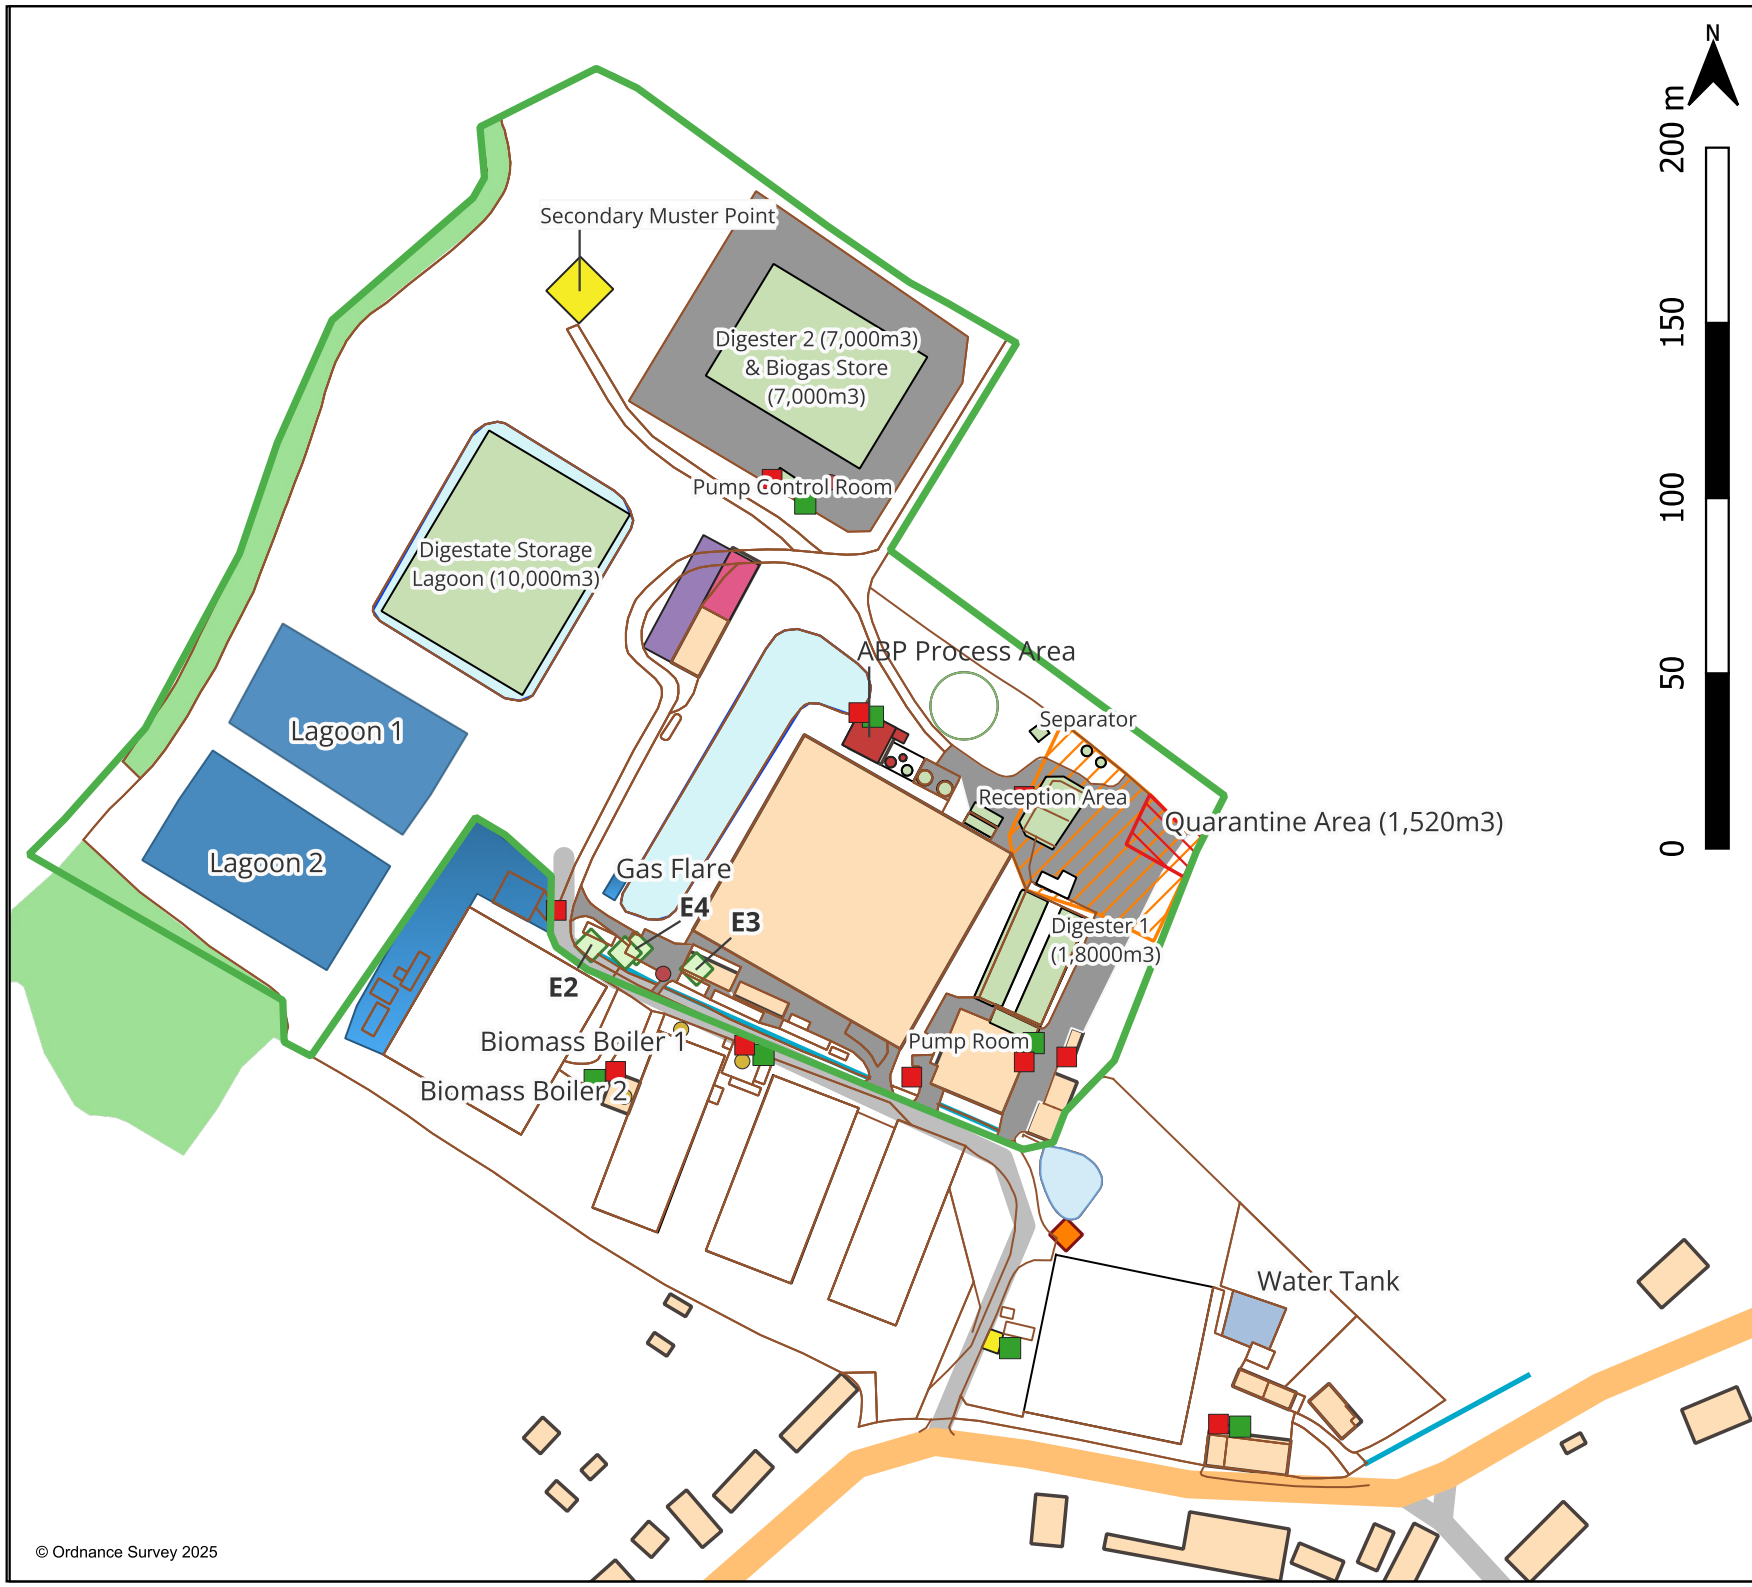 N
200 m
Secondary Muster Point
150
Digester 2 (7,000m3)
& Biogas Store
(7,000m3)
Pump Control Room
100
Digestate Storage
Lagoon (10,000m3)
ABP Process Area
50
Separator
Lagoon 1
Reception Area
Quarantine Area (1,520m3)
0
Lagoon 2
Gas Flare
E4
E3
Digester 1
(1,8000m3)
E2
Biomass Boiler 1
Pump Room
Biomass Boiler 2
Water Tank
© Ordnance Survey 2025